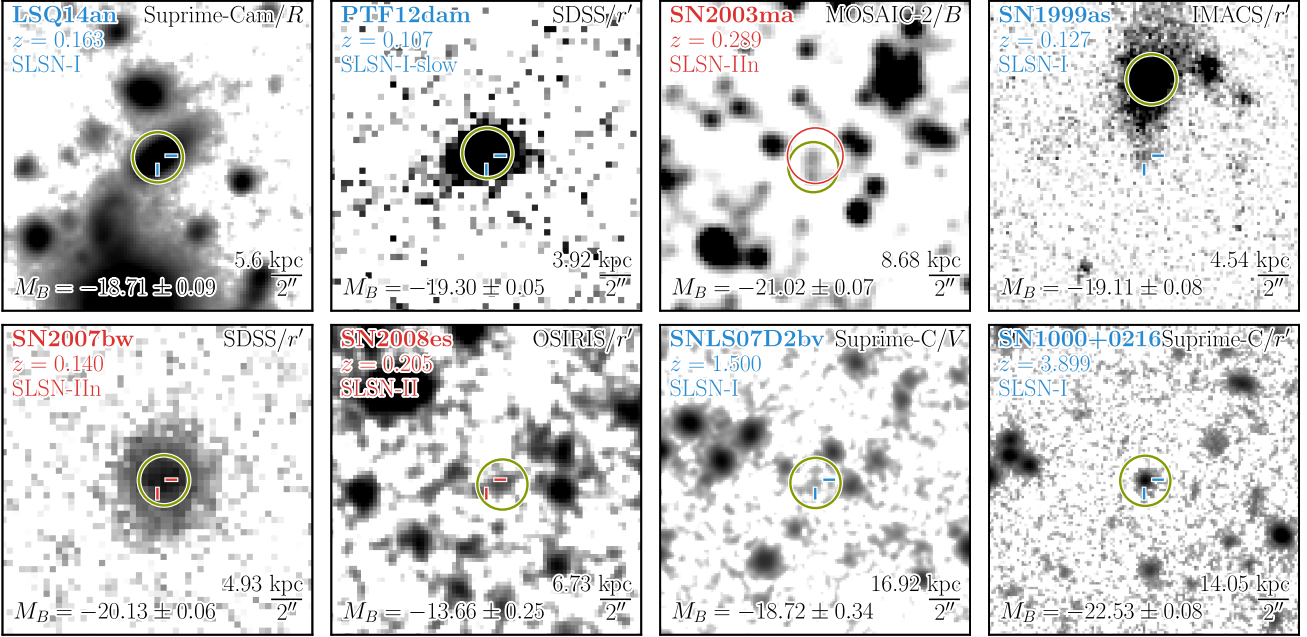 LSQ14an Suprime-Cam/R
z = 0.163
SLSN-I
5.6 kpc
M_B = −18.71 ± 0.09 2″
PTF12dam SDSS/r′
z = 0.107
SLSN-I-slow
3.92 kpc
M_B = −19.30 ± 0.05 2″
SN2003ma MOSAIC-2/B
z = 0.289
SLSN-IIn
8.68 kpc
M_B = −21.02 ± 0.07 2″
SN1999as IMACS/r′
z = 0.127
SLSN-I
4.54 kpc
M_B = −19.11 ± 0.08 2″
SN2007bw SDSS/r′
z = 0.140
SLSN-IIn
4.93 kpc
M_B = −20.13 ± 0.06 2″
SN2008es OSIRIS/r′
z = 0.205
SLSN-II
6.73 kpc
M_B = −13.66 ± 0.25 2″
SNLS07D2bv Suprime-C/V
z = 1.500
SLSN-I
16.92 kpc
M_B = −18.72 ± 0.34 2″
SN1000+0216 Suprime-C/r′
z = 3.899
SLSN-I
14.05 kpc
M_B = −22.53 ± 0.08 2″